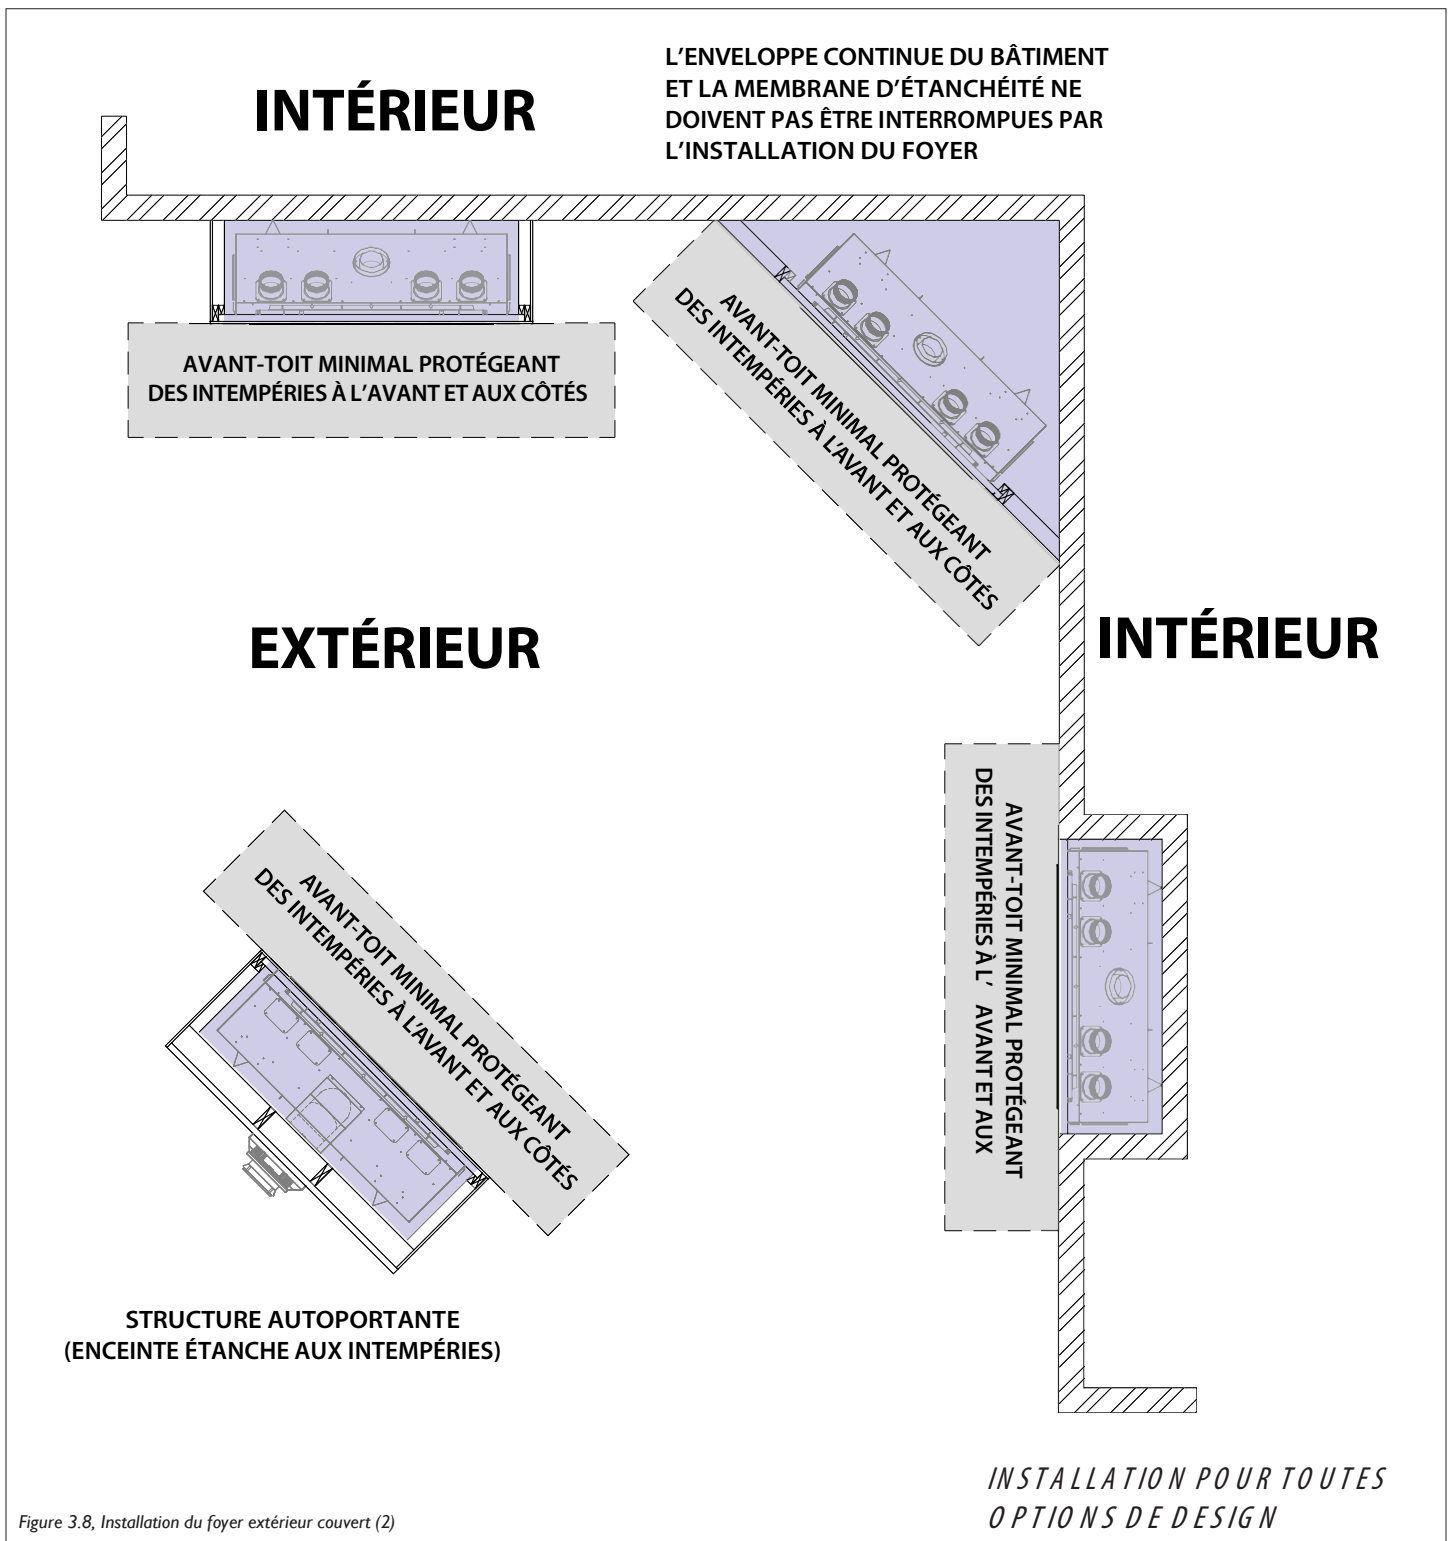 INTÉRIEUR
L’ENVELOPPE CONTINUE DU BÂTIMENT
ET LA MEMBRANE D’ÉTANCHÉITÉ NE
DOIVENT PAS ÊTRE INTERROMPUES PAR
L’INSTALLATION DU FOYER
AVANT-TOIT MINIMAL PROTÉGEANT
DES INTEMPÉRIES À L’AVANT ET AUX CÔTÉS
AVANT-TOIT MINIMAL PROTÉGEANT
DES INTEMPÉRIES À L’AVANT ET AUX CÔTÉS
EXTÉRIEUR
INTÉRIEUR
AVANT-TOIT MINIMAL PROTÉGEANT
DES INTEMPÉRIES À L’ AVANT ET AUX
AVANT-TOIT MINIMAL PROTÉGEANT
DES INTEMPÉRIES À L’AVANT ET AUX CÔTÉS
STRUCTURE AUTOPORTANTE
(ENCEINTE ÉTANCHE AUX INTEMPÉRIES)
INSTALLATION POUR TOUTES
OPTIONS DE DESIGN
Figure 3.8, Installation du foyer extérieur couvert (2)